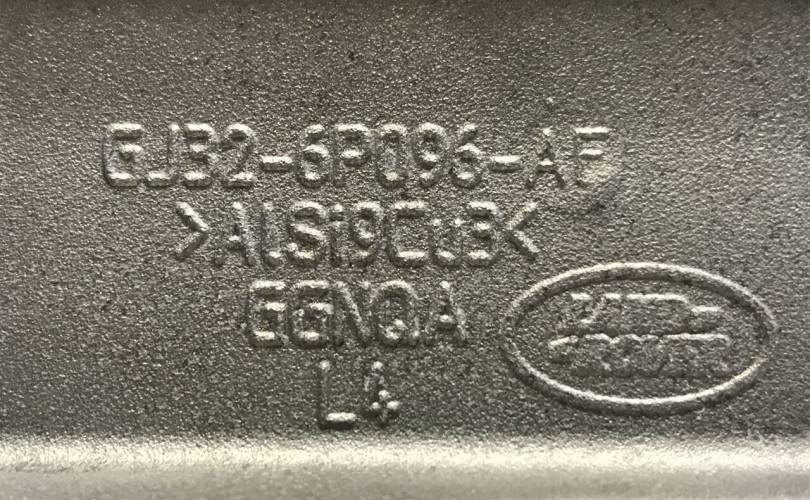 GJ32-6P096-AF
>AlSi9Cu3<
GGNQA
L4
LAND-
ROVER